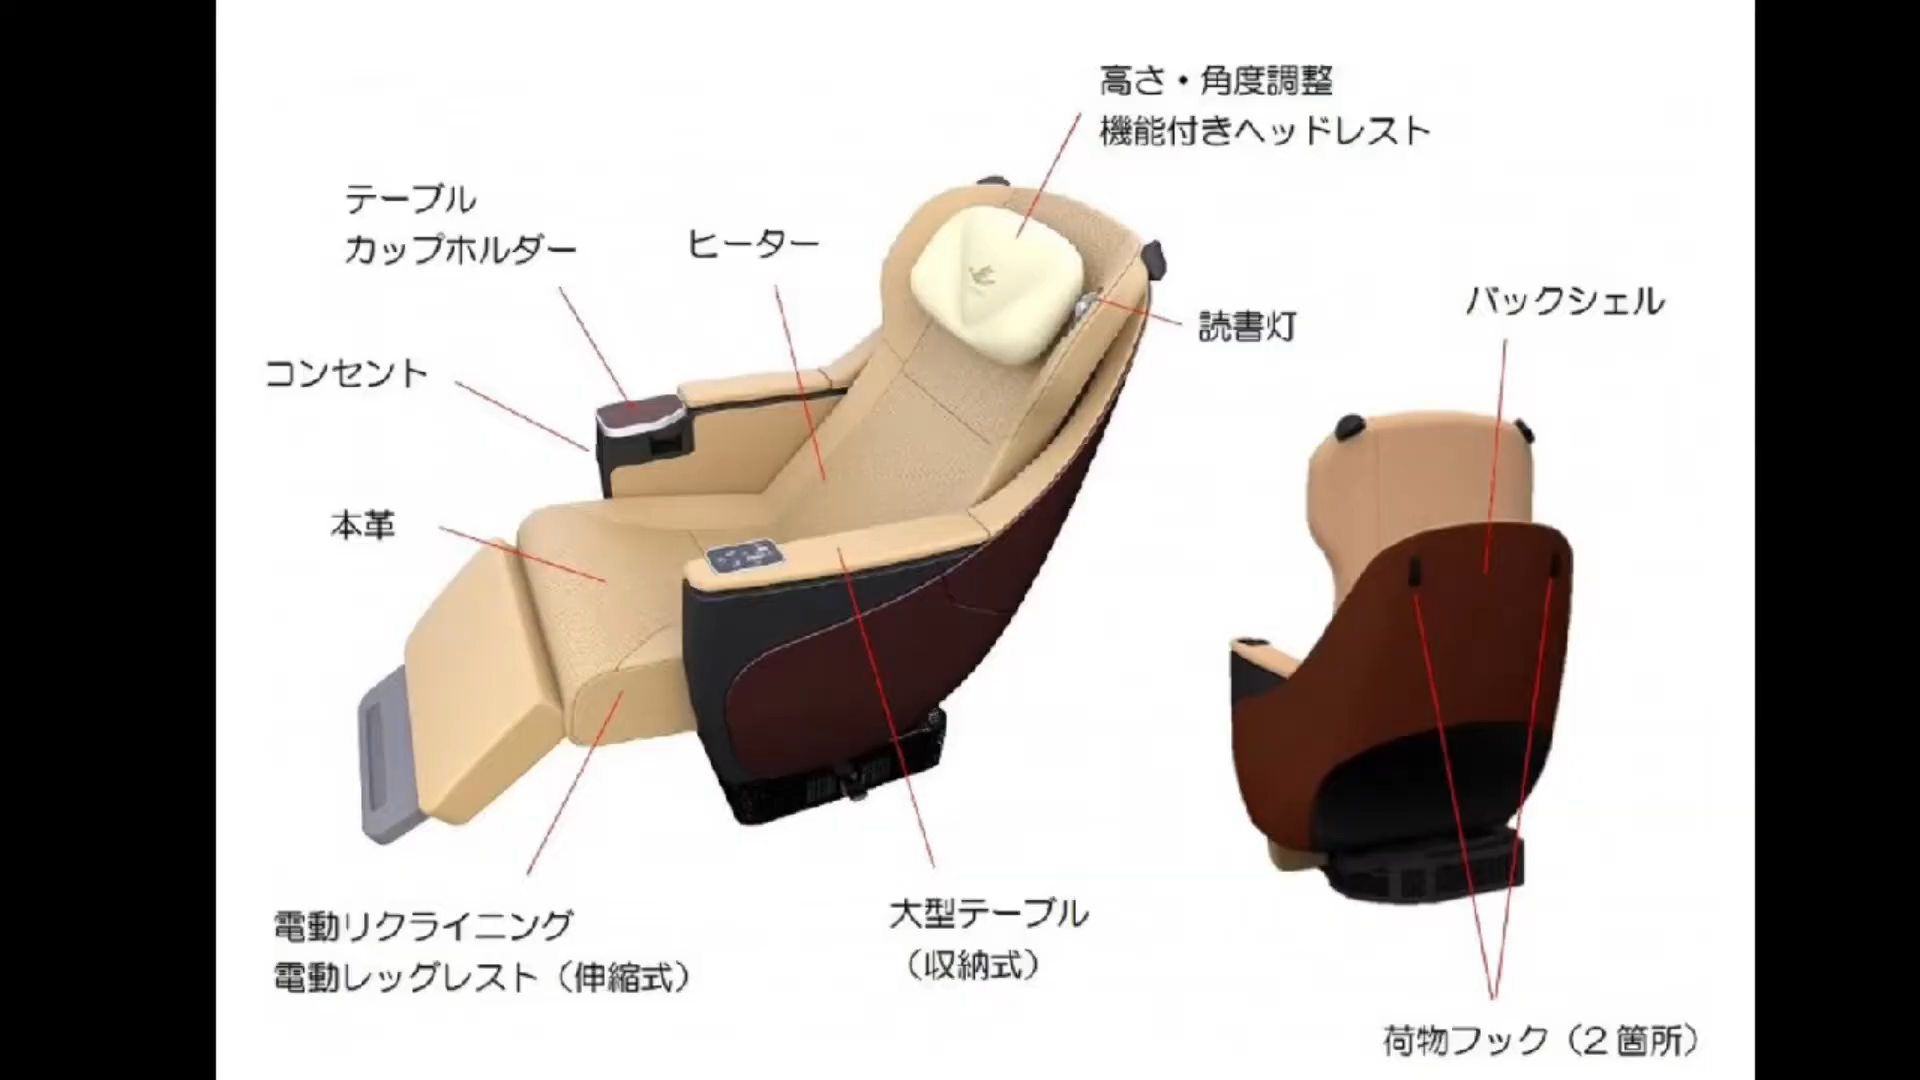 高さ・角度調整
機能付きヘッドレスト
テーブル
カップホルダー
ヒーター
読書灯
バックシェル
コンセント
本革
電動リクライニング
電動レッグレスト（伸縮式）
大型テーブル
（収納式）
荷物フック（2箇所）